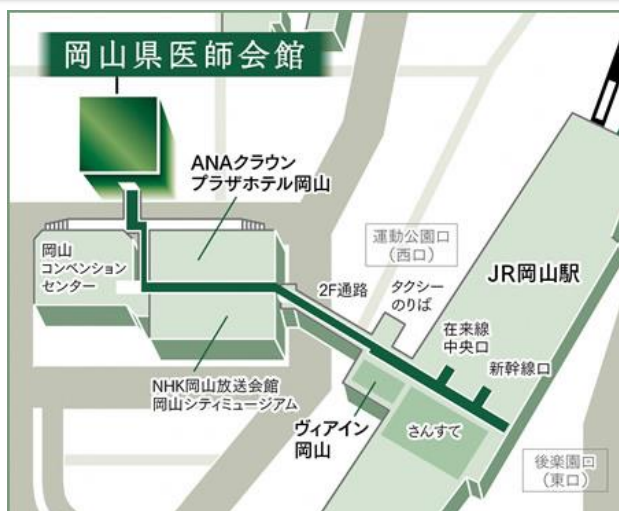 岡山県医師会館
ANAクラウン
プラザホテル岡山
岡山
コンベンション
センター
運動公園口
(西口)
JR岡山駅
2F通路
タクシー
のりば
在来線
中央口
新幹線口
NHK岡山放送会館
岡山シティミュージアム
ヴィアイン
岡山
さんすて
後楽園口
(東口)